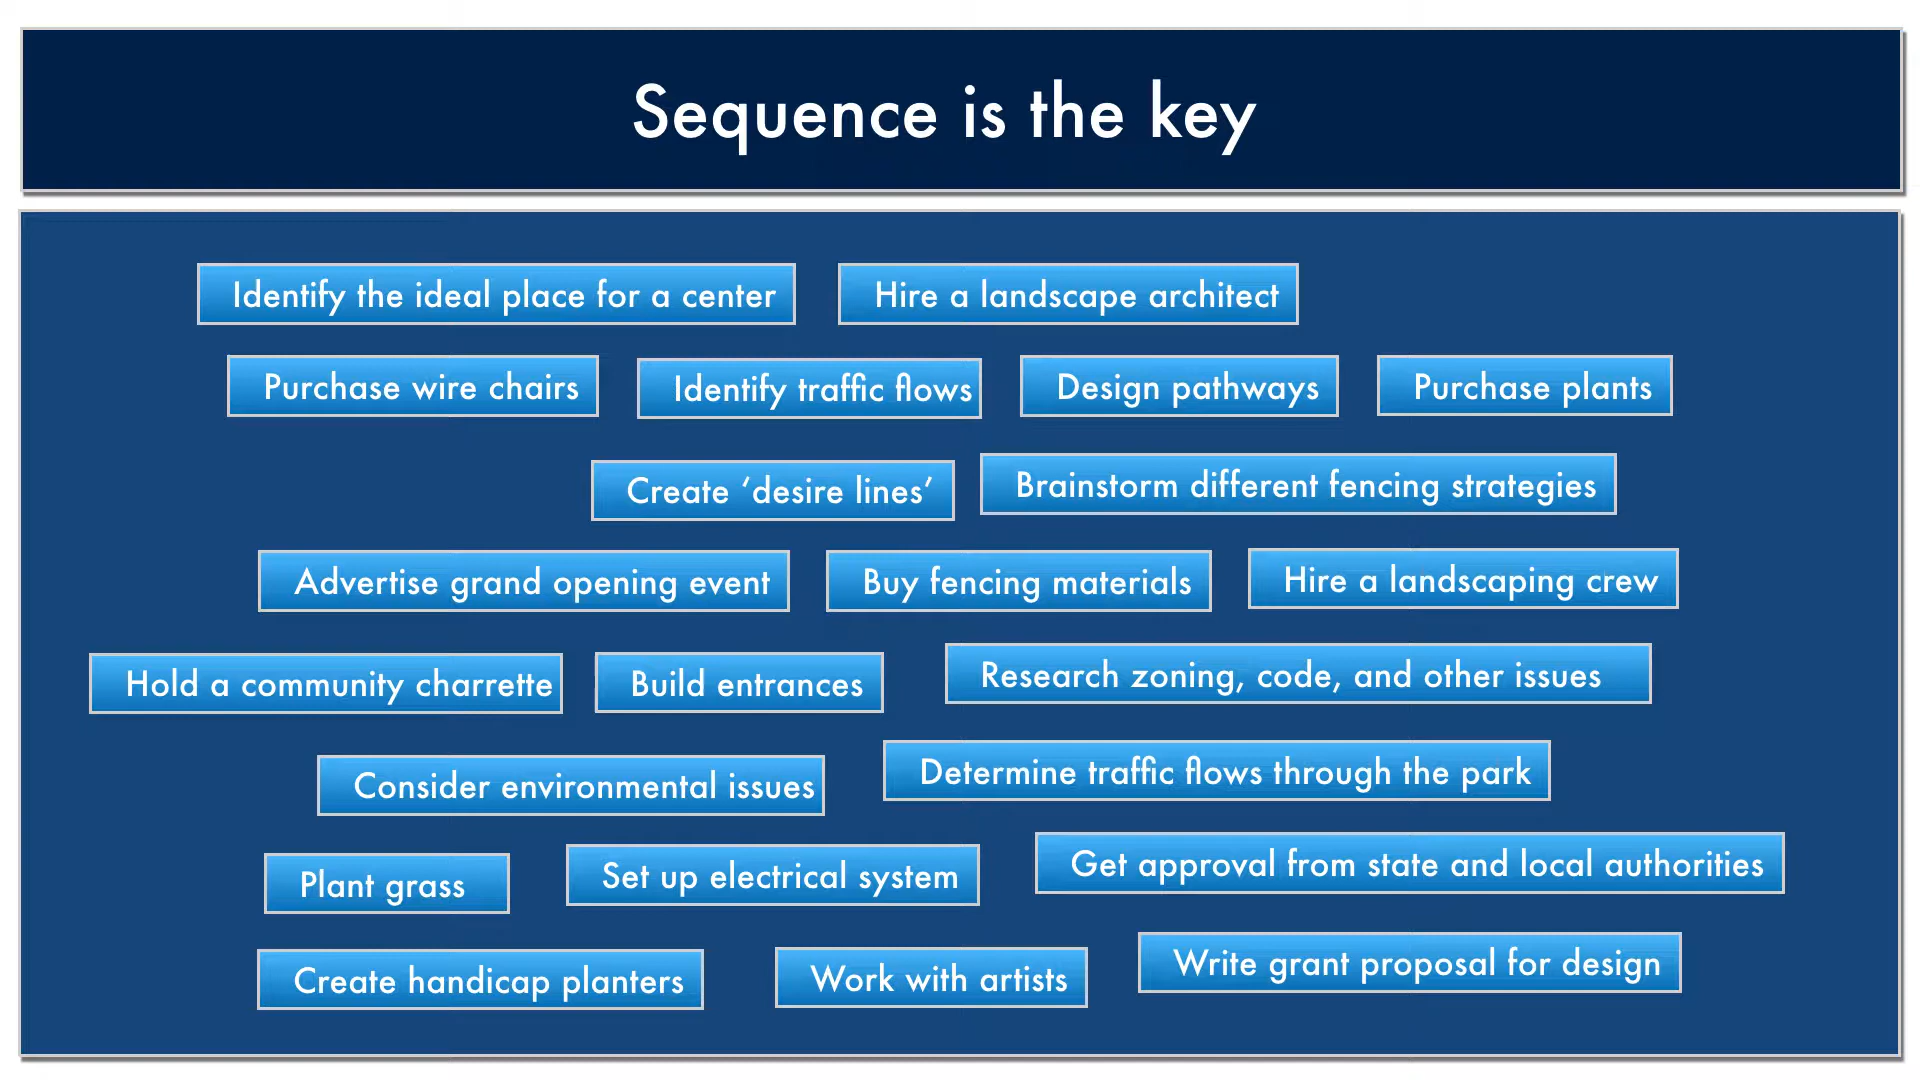 Sequence is the key
Identify the ideal place for a center
Hire a landscape architect
Purchase wire chairs
Identify traffic flows
Design pathways
Purchase plants
Create ‘desire lines’
Brainstorm different fencing strategies
Advertise grand opening event
Buy fencing materials
Hire a landscaping crew
Hold a community charrette
Build entrances
Research zoning, code, and other issues
Consider environmental issues
Determine traffic flows through the park
Plant grass
Set up electrical system
Get approval from state and local authorities
Create handicap planters
Work with artists
Write grant proposal for design